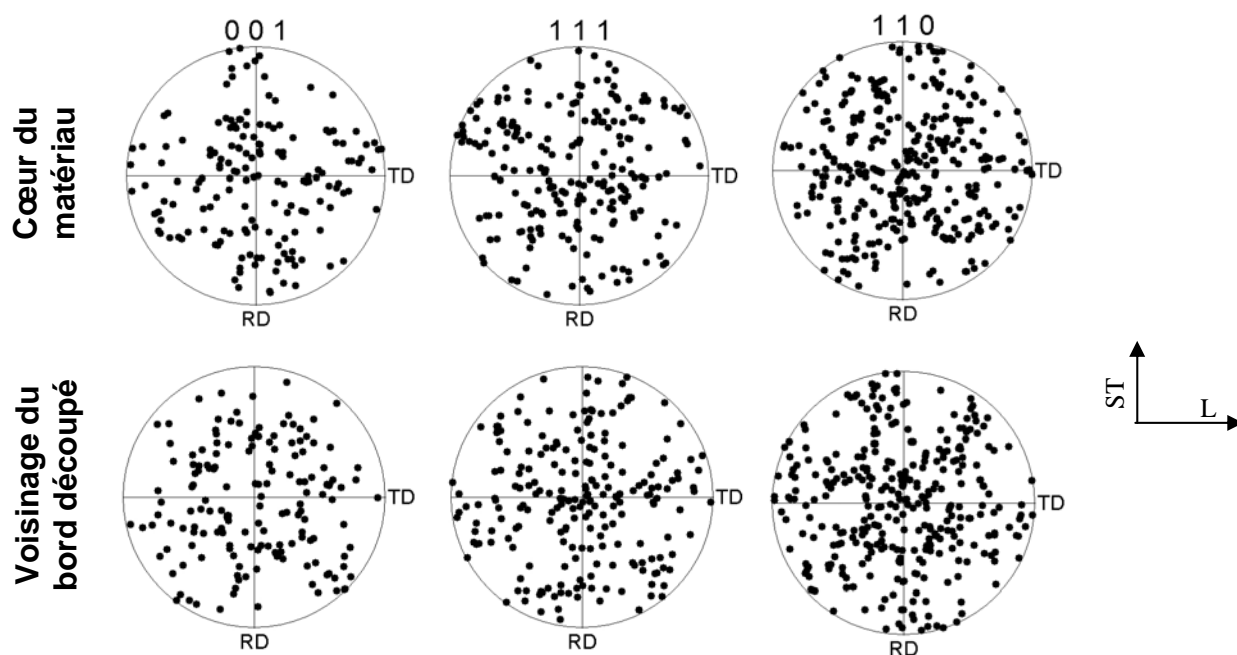 0 0 1
1 1 1
1 1 0
Cœur du
matériau
TD
TD
TD
RD
RD
RD
ST
L
Voisinage du
bord découpé
TD
TD
TD
RD
RD
RD